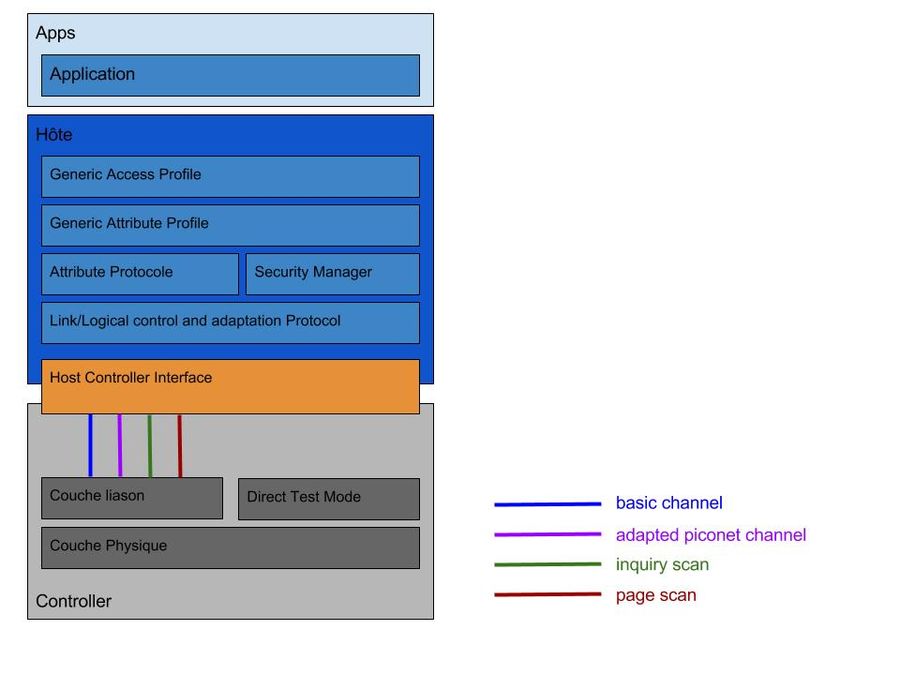 Apps
Application
Hôte
Generic Access Profile
Generic Attribute Profile
Attribute Protocole
Security Manager
Link/Logical control and adaptation Protocol
Host Controller Interface
Couche liason
Direct Test Mode
Couche Physique
Controller
basic channel
adapted piconet channel
inquiry scan
page scan